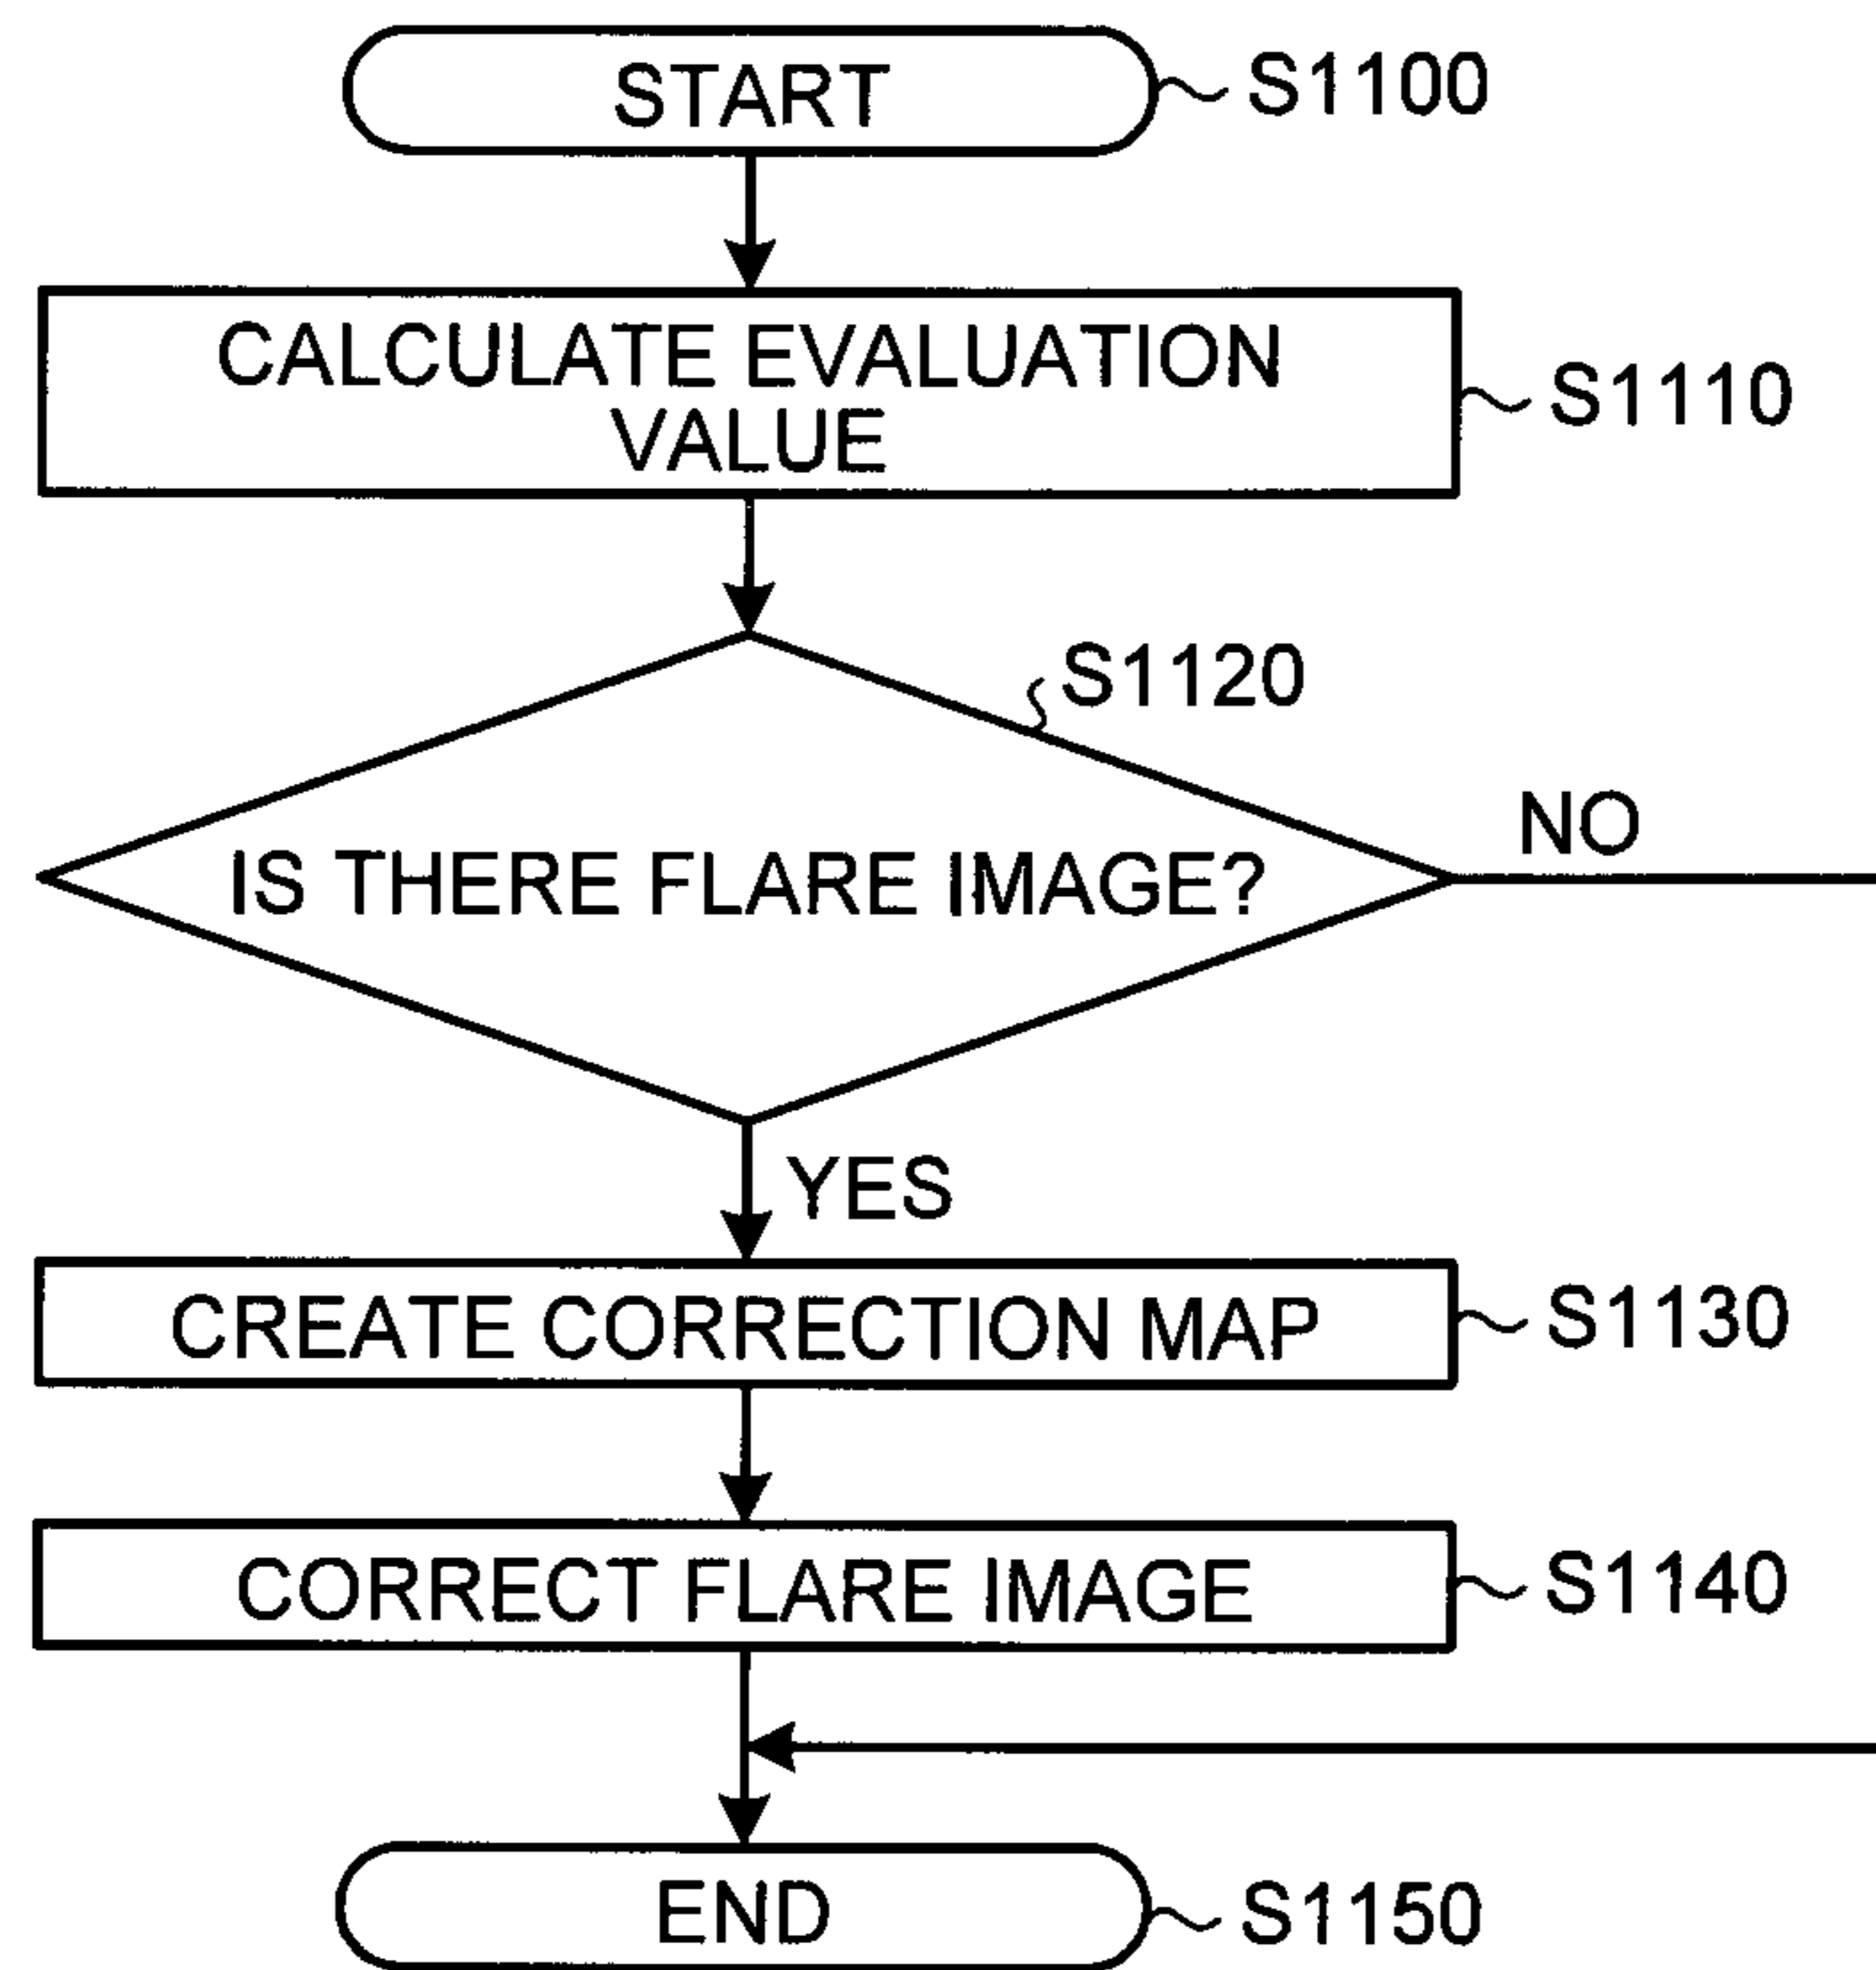 START
S1100
CALCULATE EVALUATION
VALUE
S1110
S1120
IS THERE FLARE IMAGE?
NO
YES
CREATE CORRECTION MAP
S1130
CORRECT FLARE IMAGE
S1140
END
S1150